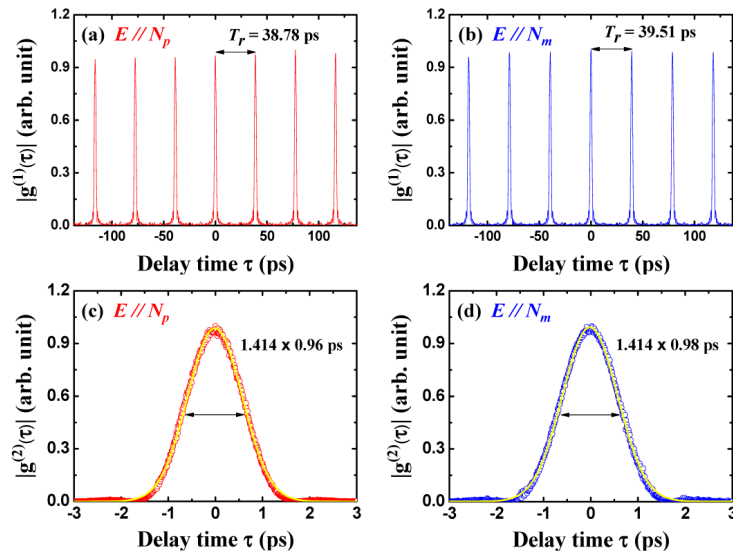 (a) E // Np
Tr = 38.78 ps
|g(1)(τ)| (arb. unit)
1.2
0.9
0.6
0.3
0.0
-100 -50 0 50 100
Delay time τ (ps)
(b) E // Nm
Tr = 39.51 ps
|g(1)(τ)| (arb. unit)
1.2
0.9
0.6
0.3
0.0
-100 -50 0 50 100
Delay time τ (ps)
(c) E // Np
1.414 x 0.96 ps
|g(2)(τ)| (arb. unit)
1.2
0.9
0.6
0.3
0.0
-3 -2 -1 0 1 2 3
Delay time τ (ps)
(d) E // Nm
1.414 x 0.98 ps
|g(2)(τ)| (arb. unit)
1.2
0.9
0.6
0.3
0.0
-3 -2 -1 0 1 2 3
Delay time τ (ps)